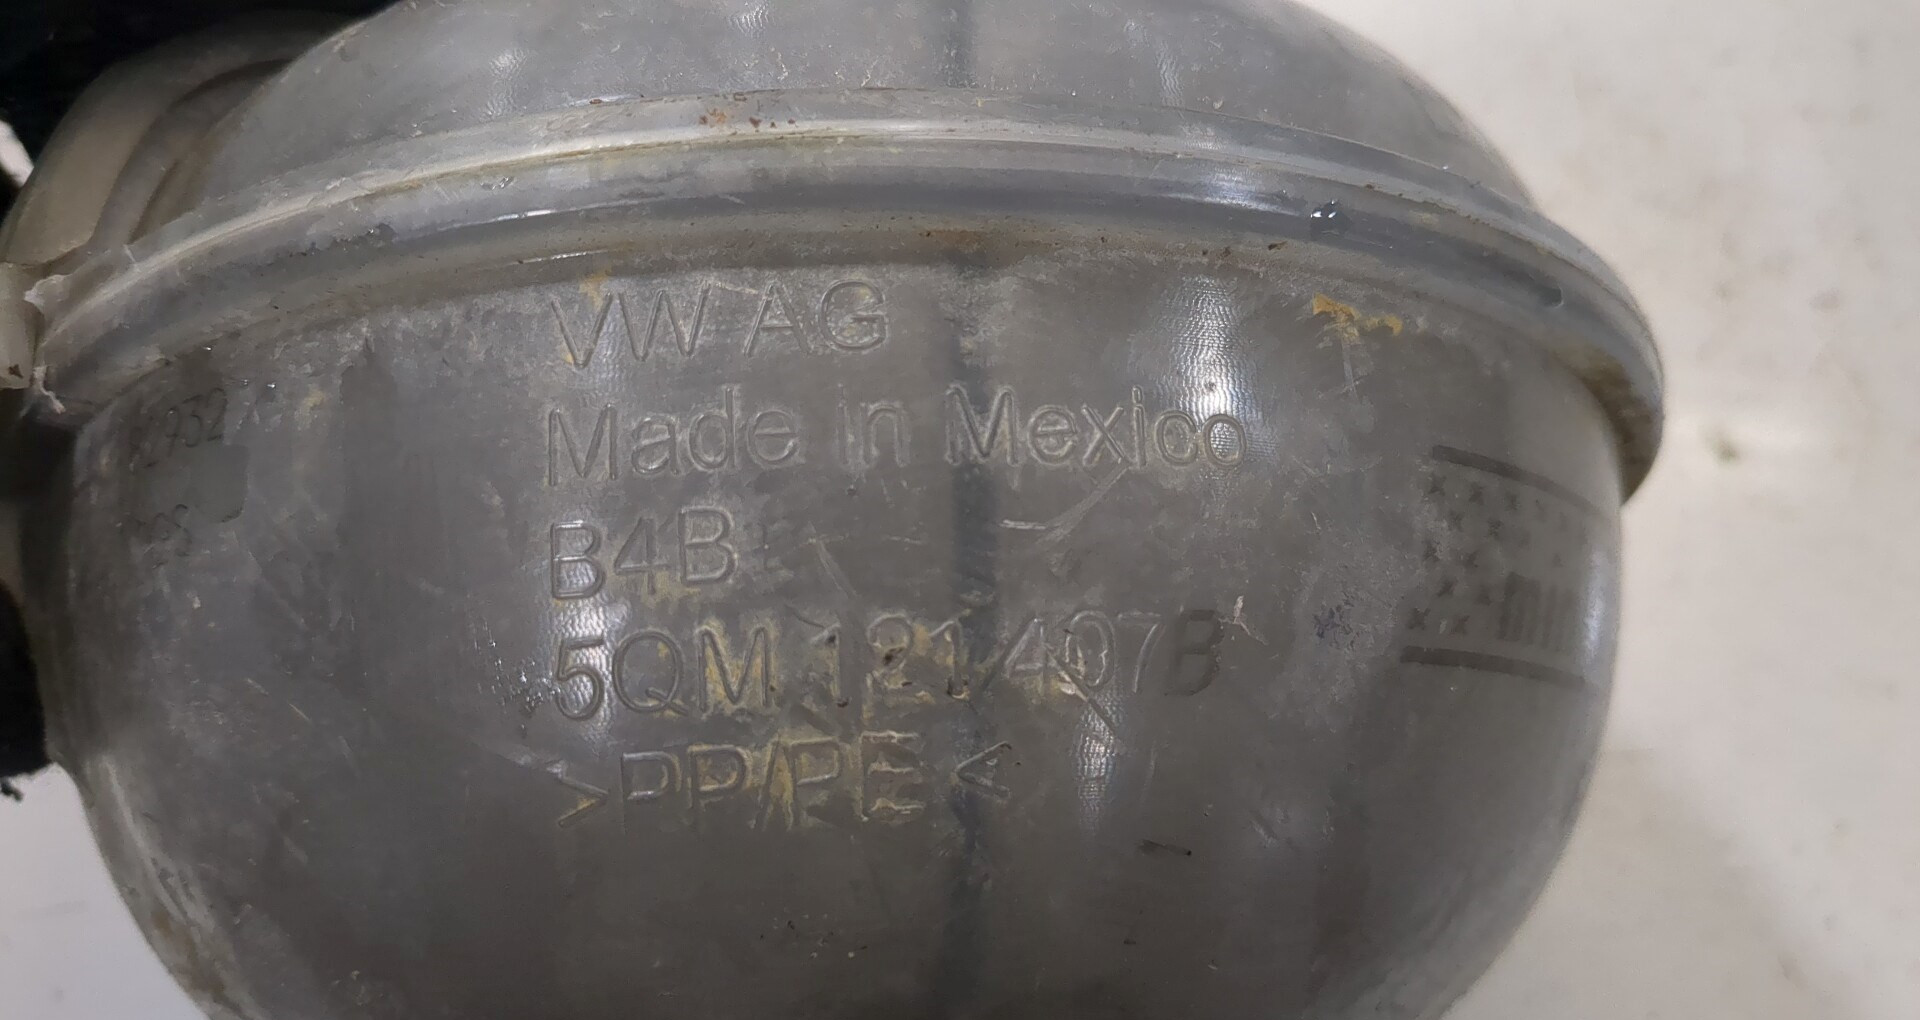 VW AG
Made in Mexico
B4B
5QM 121 407B
>PP/PE<